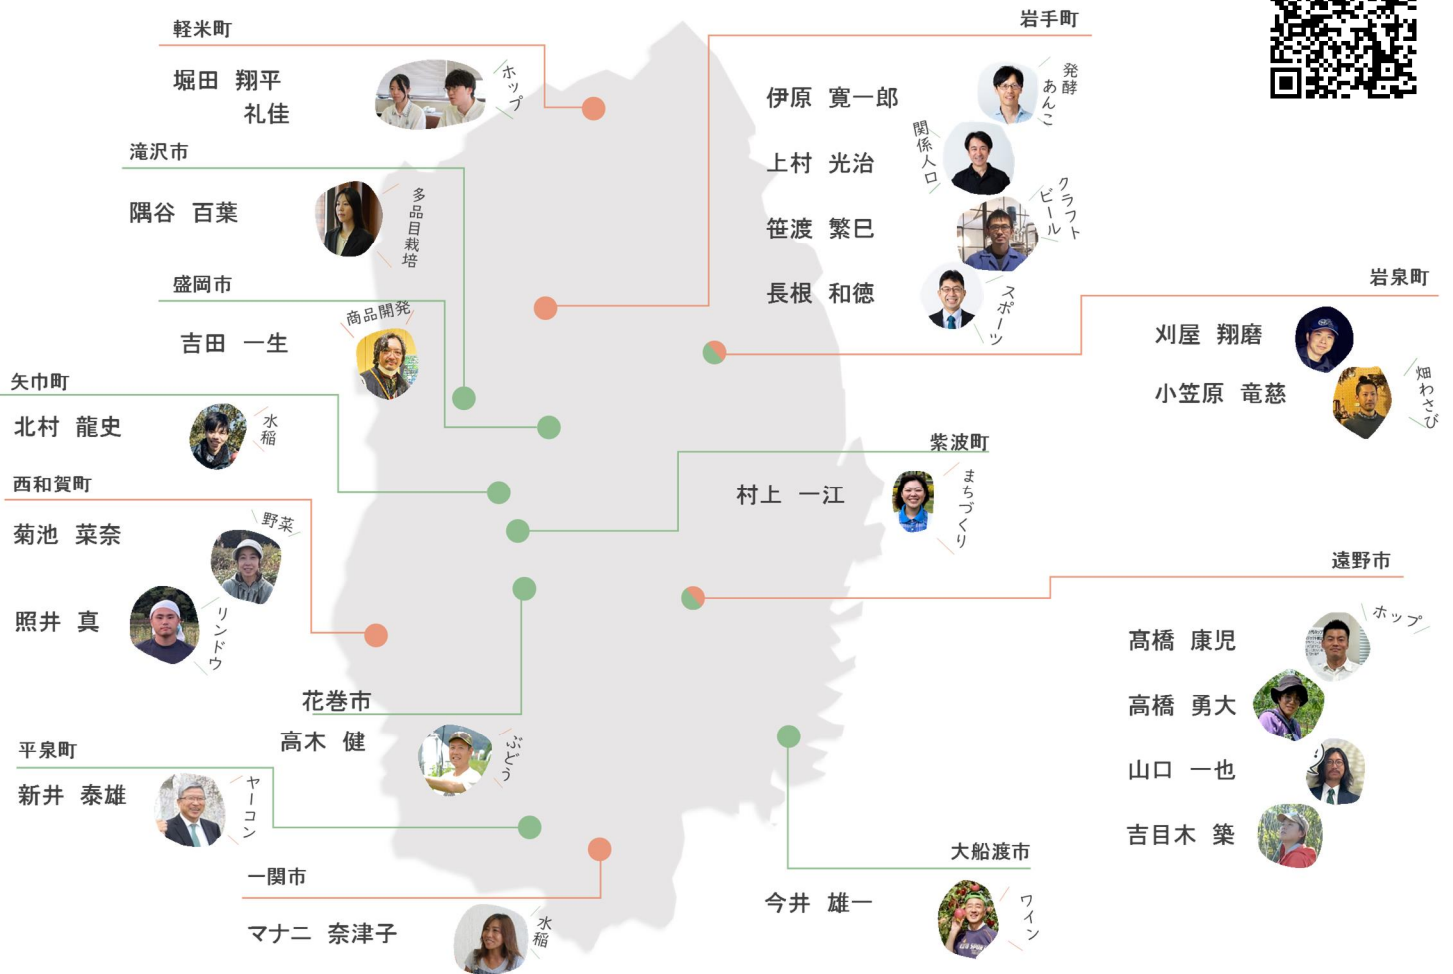 軽米町
堀田 翔平
礼佳
ホップ
滝沢市
隅谷 百葉
多品目栽培
盛岡市
吉田 一生
商品開発
矢巾町
北村 龍史
水稲
西和賀町
菊池 菜奈
野菜
照井 真
リンドウ
花巻市
高木 健
ぶどう
平泉町
新井 泰雄
ヤーコン
一関市
マナニ 奈津子
水稲
岩手町
伊原 寛一郎
発酵
あんこ
上村 光治
関係人口
笹渡 繁巳
クラフト
ビール
長根 和徳
スポーツ
岩泉町
刈屋 翔磨
小笠原 竜慈
畑わさび
紫波町
村上 一江
まちづくり
遠野市
髙橋 康児
ホップ
高橋 勇大
山口 一也
吉目木 築
大船渡市
今井 雄一
ワイン